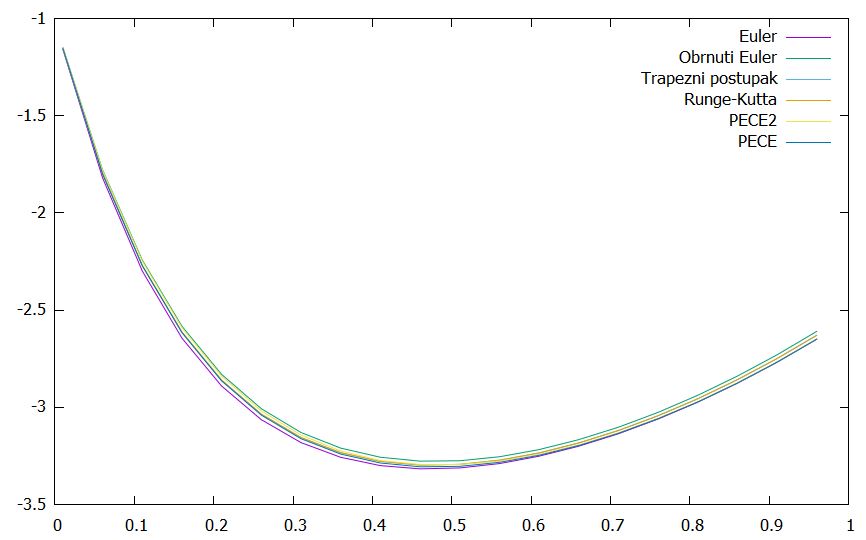 -1
-1.5
-2
-2.5
-3
-3.5
0 0.1 0.2 0.3 0.4 0.5 0.6 0.7 0.8 0.9 1
Euler
Obrnuti Euler
Trapezni postupak
Runge-Kutta
PECE2
PECE